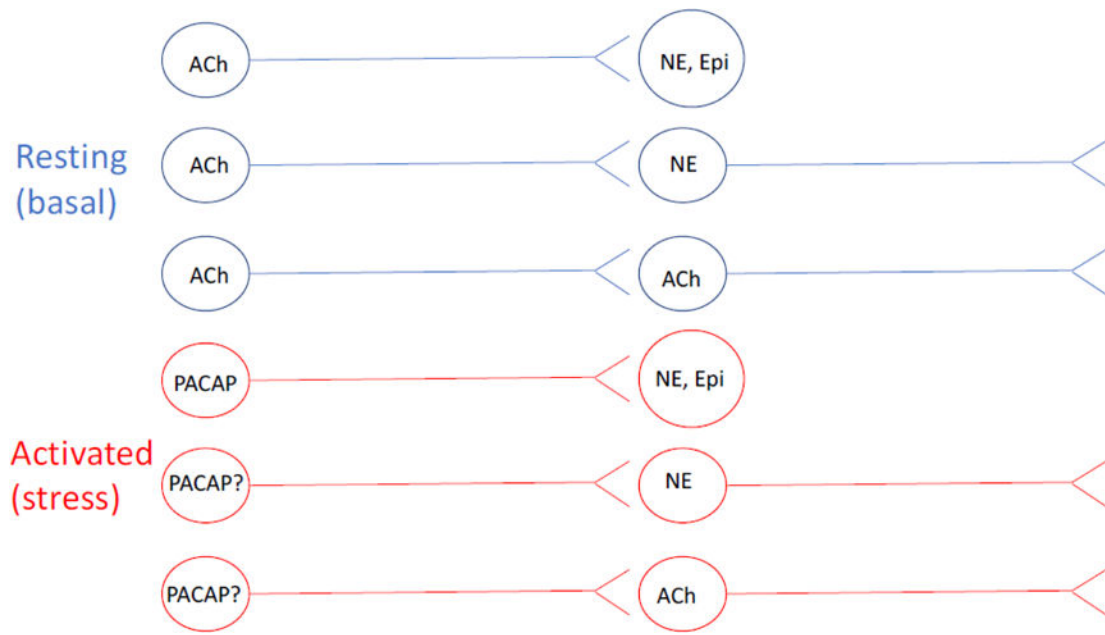 ACh
NE, Epi
Resting
(basal)
ACh
NE
ACh
ACh
PACAP
NE, Epi
Activated
(stress)
PACAP?
NE
PACAP?
ACh